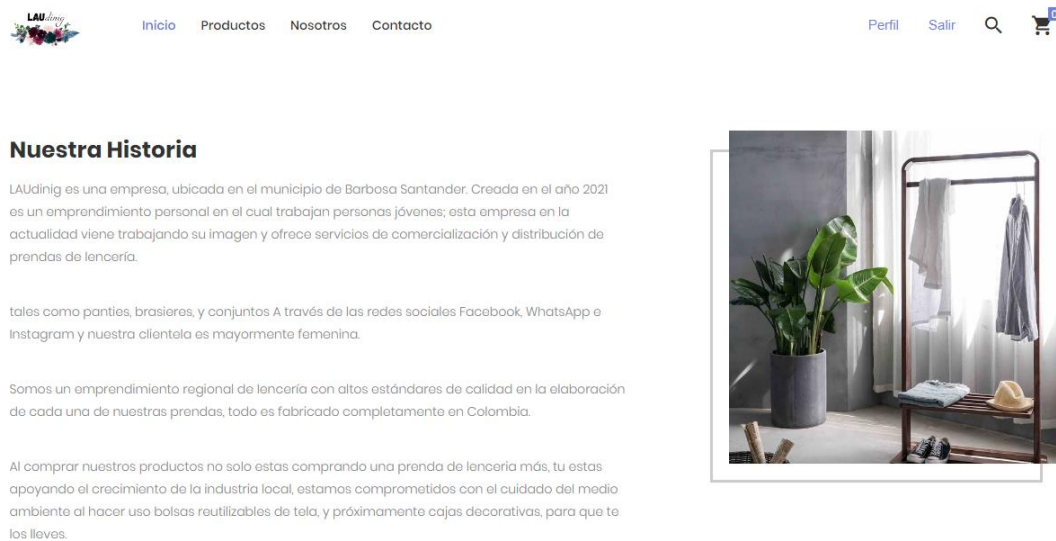 LAUdinig
Inicio Productos Nosotros Contacto Perfil Salir
Nuestra Historia
LAUdinig es una empresa, ubicada en el municipio de Barbosa Santander. Creada en el año 2021
es un emprendimiento personal en el cual trabajan personas jóvenes; esta empresa en la
actualidad viene trabajando su imagen y ofrece servicios de comercialización y distribución de
prendas de lencería.
tales como panties, brasieres, y conjuntos A través de las redes sociales Facebook, WhatsApp e
Instagram y nuestra clientela es mayormente femenina.
Somos un emprendimiento regional de lencería con altos estándares de calidad en la elaboración
de cada una de nuestras prendas, todo es fabricado completamente en Colombia.
Al comprar nuestros productos no solo estas comprando una prenda de lenceria más, tu estas
apoyando el crecimiento de la industria local, estamos comprometidos con el cuidado del medio
ambiente al hacer uso bolsas reutilizables de tela, y próximamente cajas decorativas, para que te
los lleves.